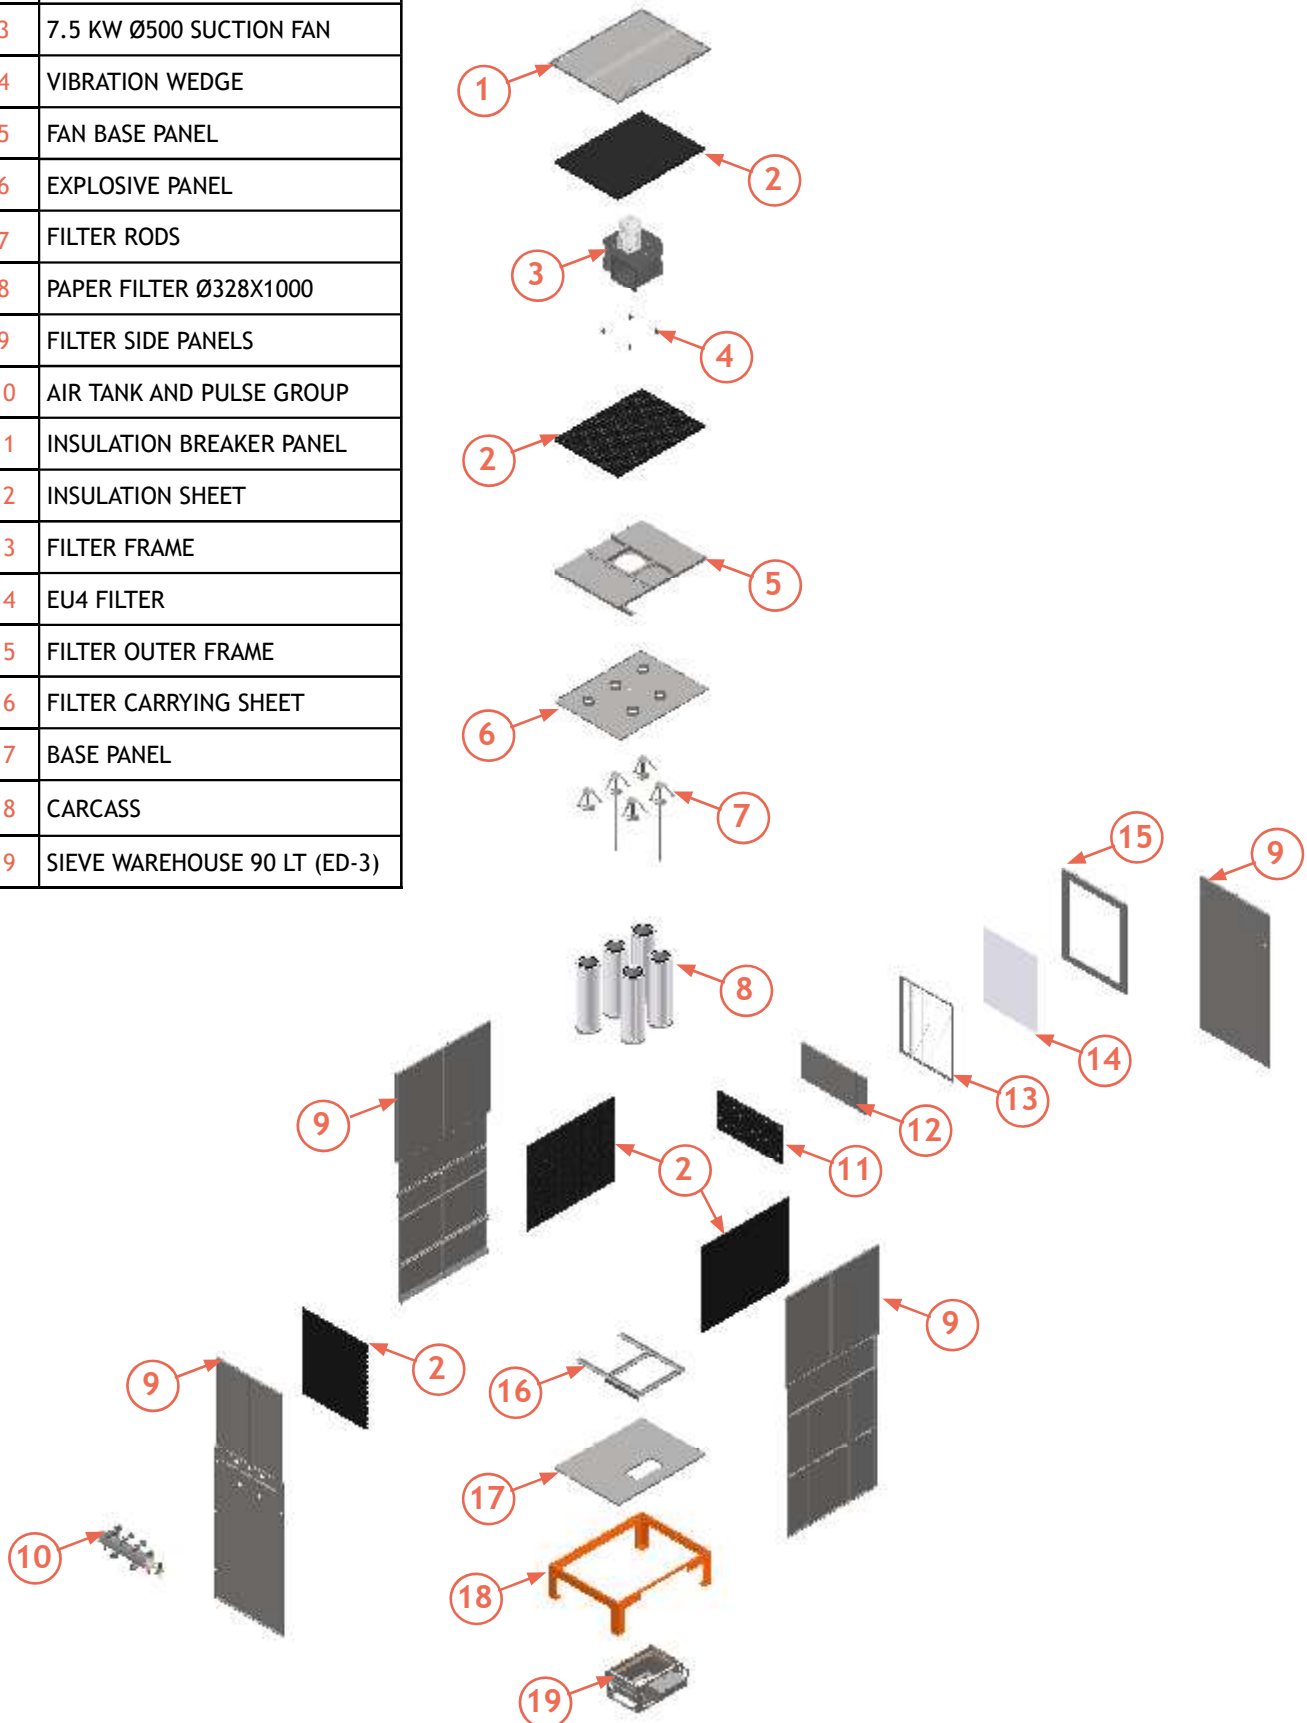 3 7.5 KW Ø500 SUCTION FAN
4 VIBRATION WEDGE
5 FAN BASE PANEL
6 EXPLOSIVE PANEL
7 FILTER RODS
8 PAPER FILTER Ø328X1000
9 FILTER SIDE PANELS
0 AIR TANK AND PULSE GROUP
1 INSULATION BREAKER PANEL
2 INSULATION SHEET
3 FILTER FRAME
4 EU4 FILTER
5 FILTER OUTER FRAME
6 FILTER CARRYING SHEET
7 BASE PANEL
8 CARCASS
9 SIEVE WAREHOUSE 90 LT (ED-3)
1
2
3
4
2
5
6
7
15
9
8
14
13
12
9
11
2
9
2
9
16
17
10
18
19